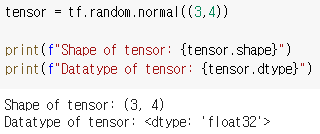 tensor = tf.random.normal((3,4))
print(f"Shape of tensor: {tensor.shape}")
print(f"Datatype of tensor: {tensor.dtype}")
Shape of tensor: (3, 4)
Datatype of tensor: <dtype: 'float32'>